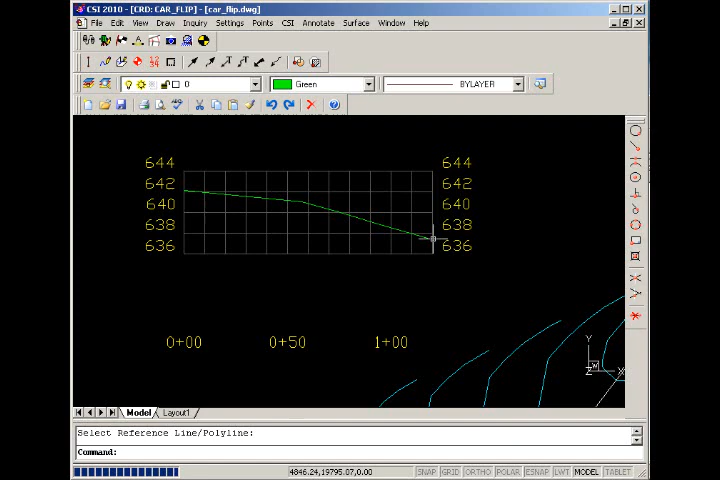 CSI 2010 - [CRD: CAR_FLIP] - [car_flip.dwg]
File Edit View Draw Inquiry Settings Points CSI Annotate Surface Window Help
12
34
0 Green BYLAYER
644 644
642 642
640 640
638 638
636 636
0+00 0+50 1+00
Y
W
Z X
Model Layout1
Select Reference Line/Polyline:
Command:
4846.24,19795.07,0.00 SNAP GRID ORTHO POLAR ESNAP LWT MODEL TABLET